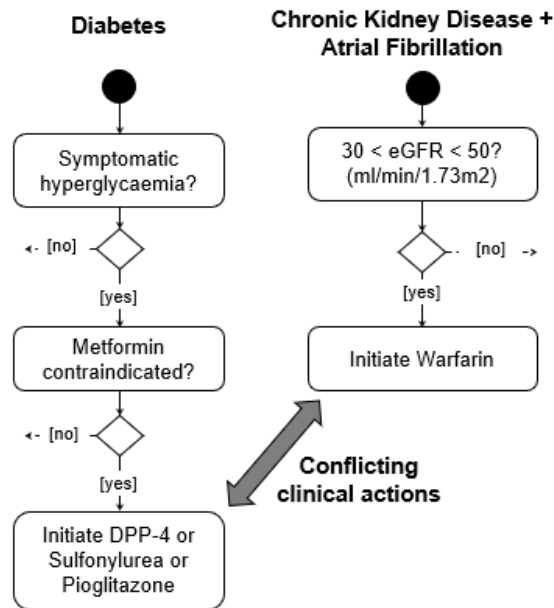 Diabetes
Symptomatic
hyperglycaemia?
[no]
[yes]
Metformin
contraindicated?
[no]
[yes]
Initiate DPP-4 or
Sulfonylurea or
Pioglitazone
Chronic Kidney Disease +
Atrial Fibrillation
30 < eGFR < 50?
(ml/min/1.73m2)
[no]
[yes]
Initiate Warfarin
Conflicting
clinical actions